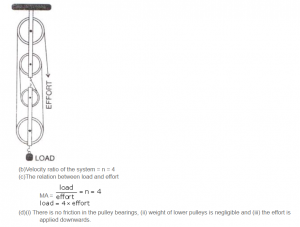 EFFORT
LOAD
(b)Velocity ratio of the system = n = 4
(c)The relation between load and effort
MA = load/effort = n = 4
load = 4 × effort
(d)(i) There is no friction in the pulley bearings, (ii) weight of lower pulleys is negligible and (iii) the effort is
applied downwards.